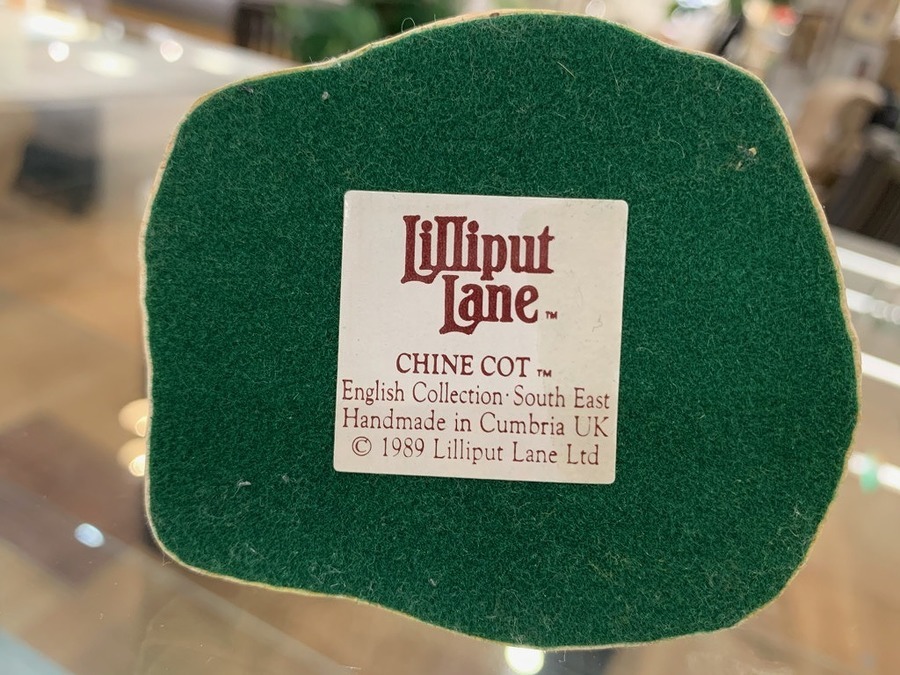 Lilliput
Lane™
CHINE COT™
English Collection·South East
Handmade in Cumbria UK
© 1989 Lilliput Lane Ltd